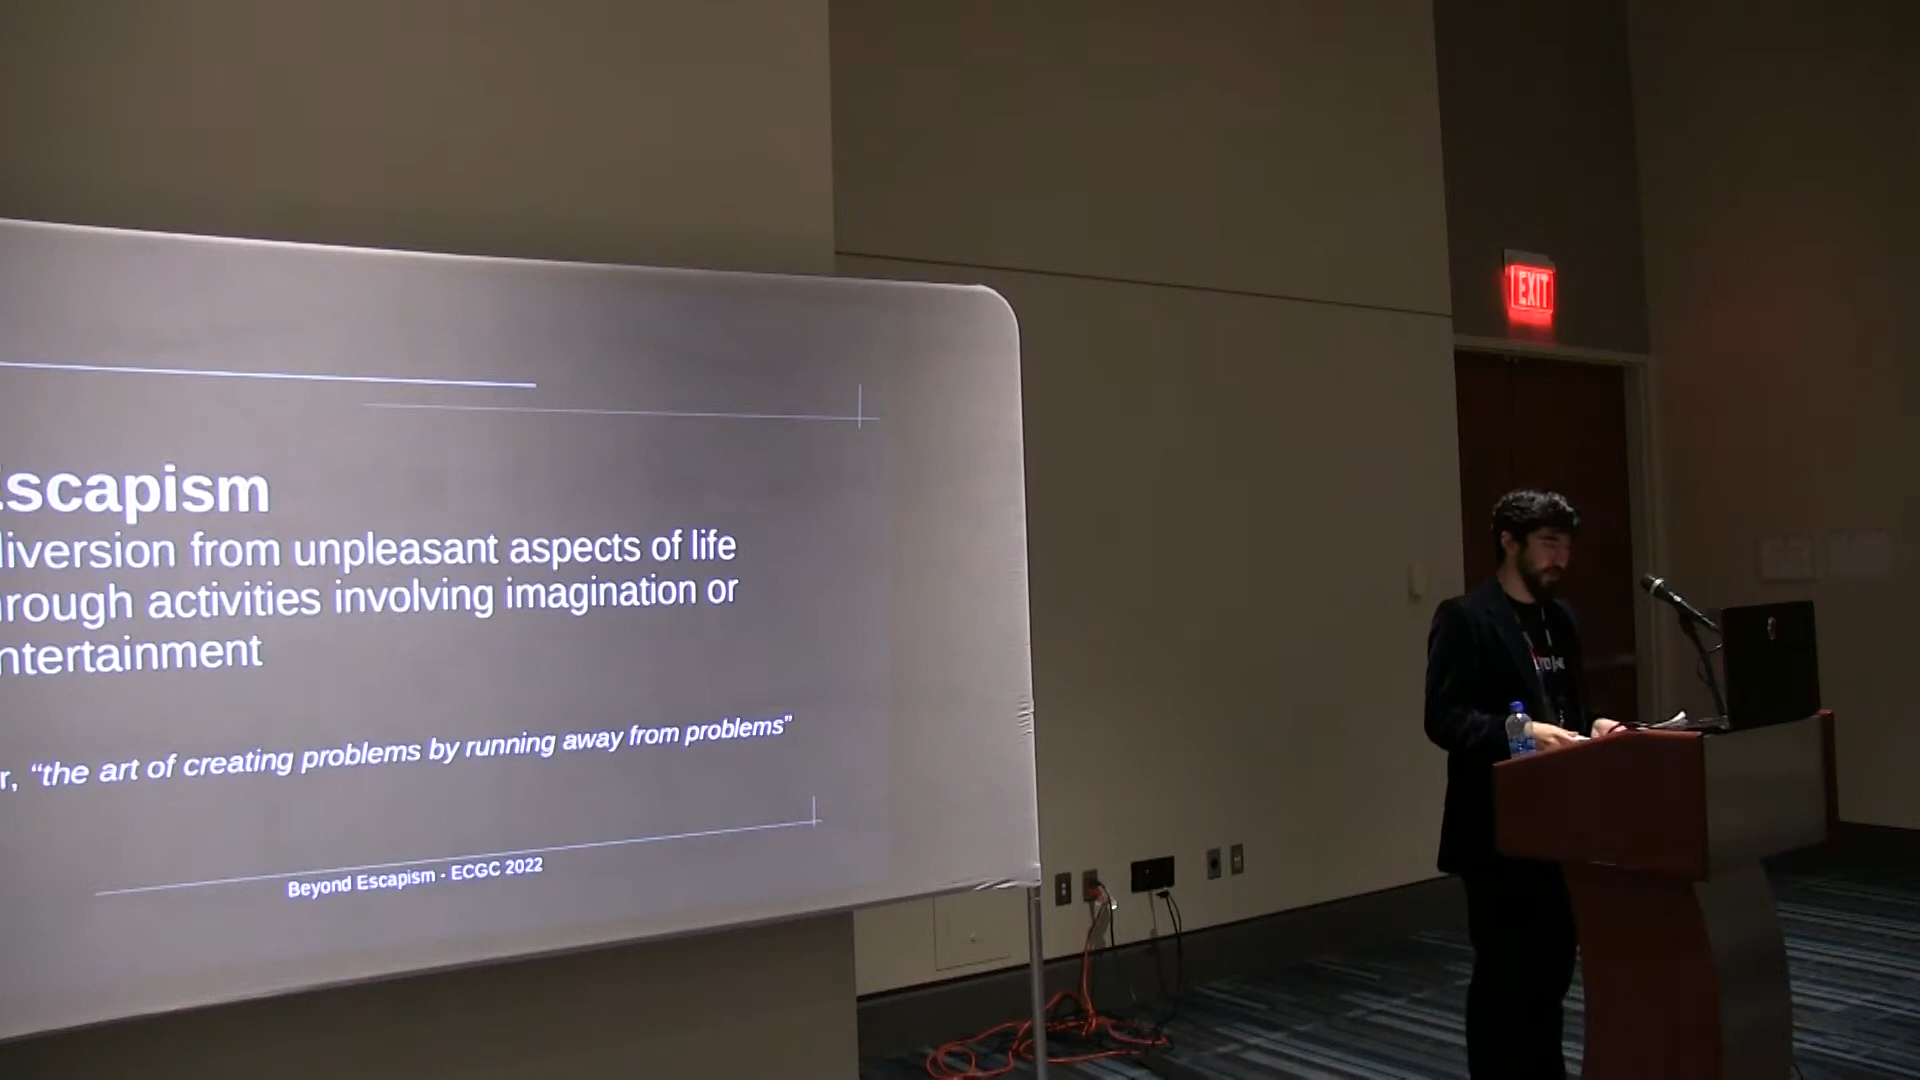 Escapism
diversion from unpleasant aspects of life
through activities involving imagination or
entertainment
r, “the art of creating problems by running away from problems”
Beyond Escapism - ECGC 2022
EXIT